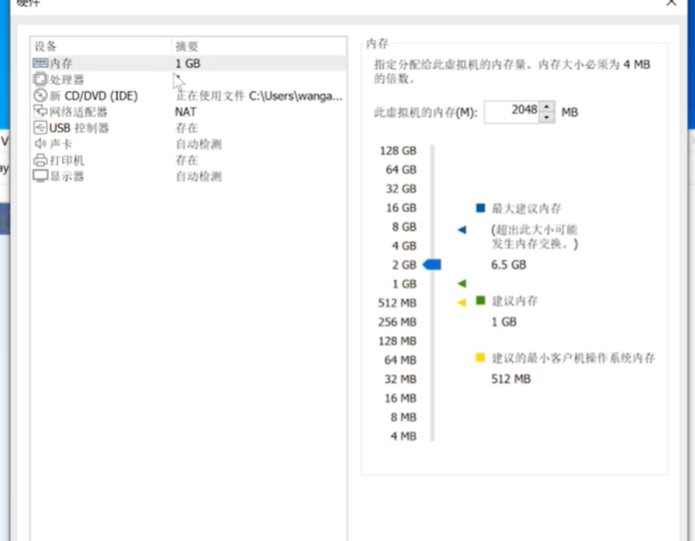 硬件
设备 摘要
内存 1 GB
处理器
新 CD/DVD (IDE) 正在使用文件 C:\Users\wanga...
网络适配器 NAT
USB 控制器 存在
声卡 自动检测
打印机 存在
显示器 自动检测
内存
指定分配给此虚拟机的内存量。内存大小必须为 4 MB
的倍数。
此虚拟机的内存(M): 2048 MB
128 GB
64 GB
32 GB
16 GB
8 GB
4 GB
2 GB
1 GB
512 MB
256 MB
128 MB
64 MB
32 MB
16 MB
8 MB
4 MB
最大建议内存
(超出此大小可能
发生内存交换。)
6.5 GB
建议内存
1 GB
建议的最小客户机操作系统内存
512 MB